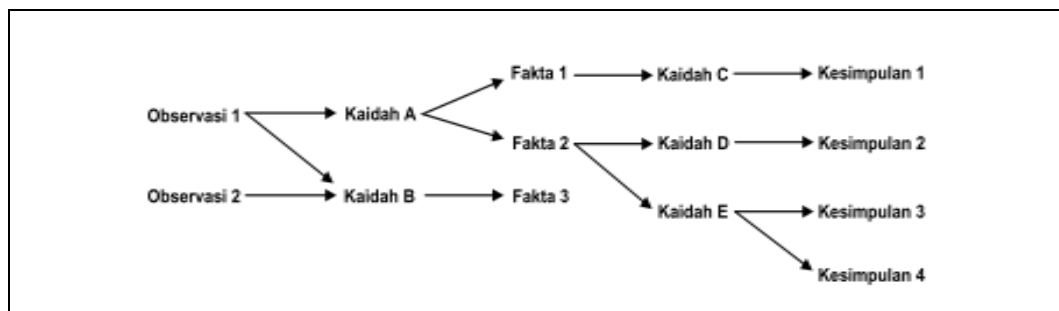 Fakta 1
Kaidah C
Kesimpulan 1
Observasi 1
Kaidah A
Fakta 2
Kaidah D
Kesimpulan 2
Observasi 2
Kaidah B
Fakta 3
Kaidah E
Kesimpulan 3
Kesimpulan 4